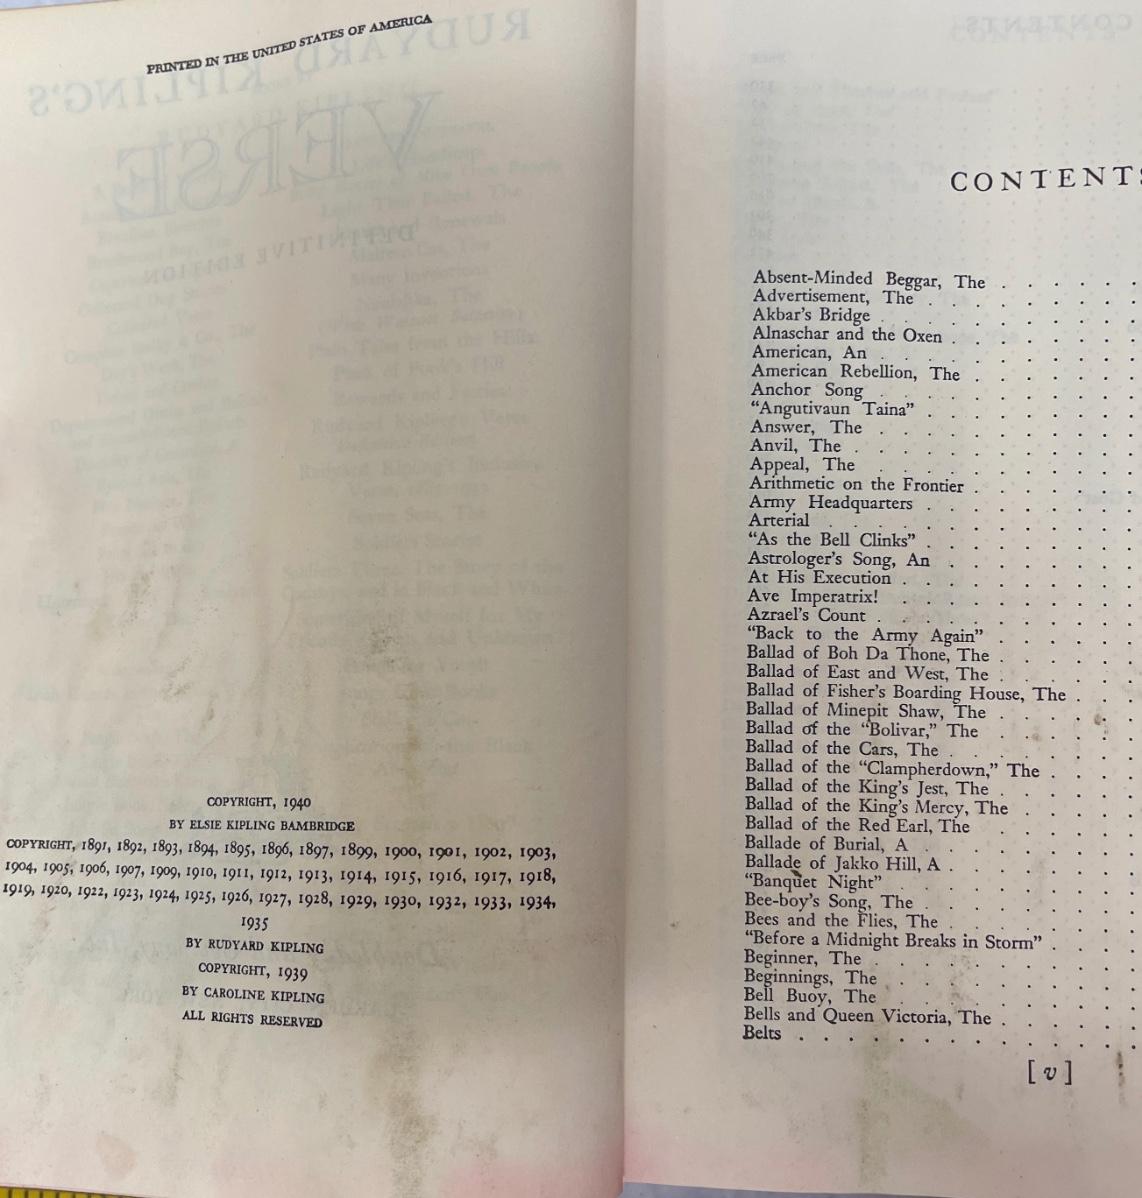 PRINTED IN THE UNITED STATES OF AMERICA
RUDYARD KIPLING'S
VERSE
DEFINITIVE EDITION
COPYRIGHT, 1940
BY ELSIE KIPLING BAMBRIDGE
COPYRIGHT, 1891, 1892, 1893, 1894, 1895, 1896, 1897, 1899, 1900, 1901, 1902, 1903,
1904, 1905, 1906, 1907, 1909, 1910, 1911, 1912, 1913, 1914, 1915, 1916, 1917, 1918,
1919, 1920, 1922, 1923, 1924, 1925, 1926, 1927, 1928, 1929, 1930, 1932, 1933, 1934,
1935
BY RUDYARD KIPLING
COPYRIGHT, 1939
BY CAROLINE KIPLING
ALL RIGHTS RESERVED
CONTENTS
Absent-Minded Beggar, The
Advertisement, The
Akbar's Bridge
Alnaschar and the Oxen
American, An
American Rebellion, The
Anchor Song
"Angutivaun Taina"
Answer, The
Anvil, The
Appeal, The
Arithmetic on the Frontier
Army Headquarters
Arterial
"As the Bell Clinks"
Astrologer's Song, An
At His Execution
Ave Imperatrix!
Azrael's Count
"Back to the Army Again"
Ballad of Boh Da Thone, The
Ballad of East and West, The
Ballad of Fisher's Boarding House, The
Ballad of Minepit Shaw, The
Ballad of the "Bolivar," The
Ballad of the Cars, The
Ballad of the "Clampherdown," The
Ballad of the King's Jest, The
Ballad of the King's Mercy, The
Ballad of the Red Earl, The
Ballade of Burial, A
Ballade of Jakko Hill, A
"Banquet Night"
Bee-boy's Song, The
Bees and the Flies, The
"Before a Midnight Breaks in Storm"
Beginner, The
Beginnings, The
Bell Buoy, The
Bells and Queen Victoria, The
Belts
[ v ]